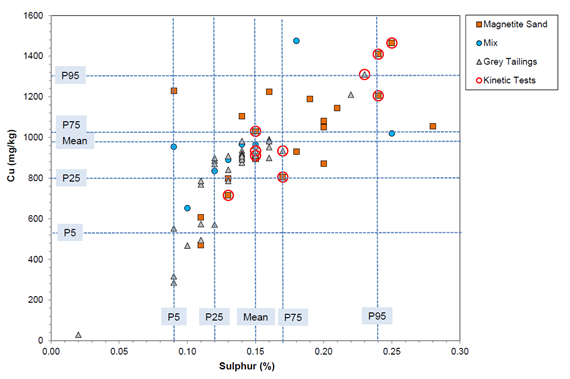 1600
1400
1200
1000
800
600
400
200
0
Cu (mg/kg)
P95
P75
Mean
P25
P5
P5 P25 Mean P75 P95
0.00 0.05 0.10 0.15 0.20 0.25 0.30
Sulphur (%)
Magnetite Sand
Mix
Grey Tailings
Kinetic Tests